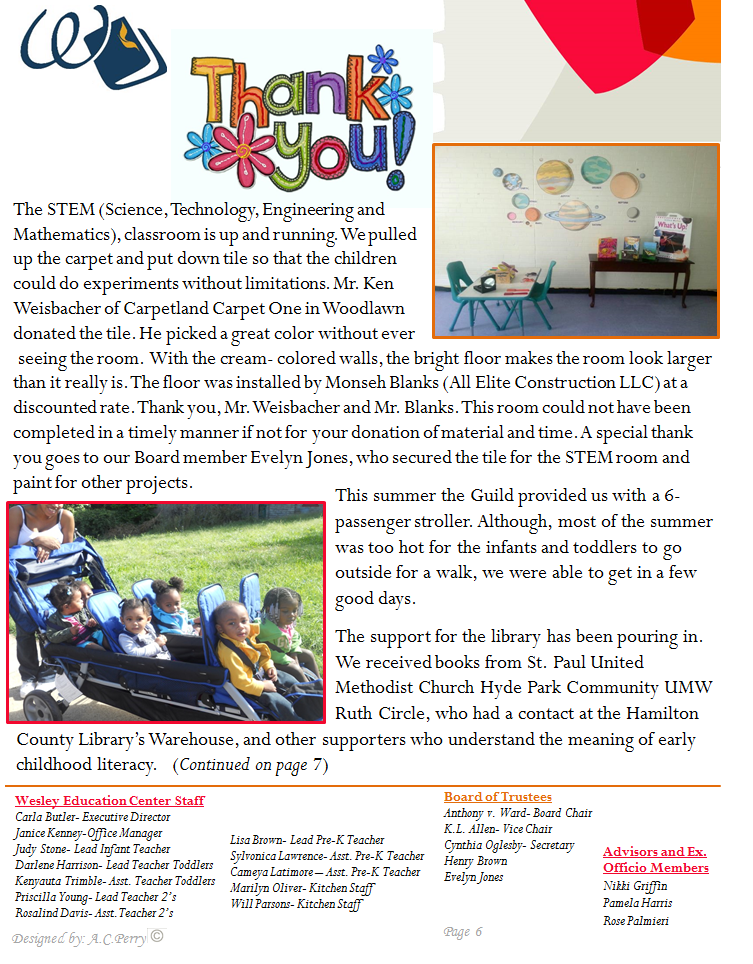 Thank
you!
The STEM (Science, Technology, Engineering and
Mathematics), classroom is up and running. We pulled
up the carpet and put down tile so that the children
could do experiments without limitations. Mr. Ken
Weisbacher of Carpetland Carpet One in Woodlawn
donated the tile. He picked a great color without ever
seeing the room. With the cream- colored walls, the bright floor makes the room look larger
than it really is. The floor was installed by Monseh Blanks (All Elite Construction LLC) at a
discounted rate. Thank you, Mr. Weisbacher and Mr. Blanks. This room could not have been
completed in a timely manner if not for your donation of material and time. A special thank
you goes to our Board member Evelyn Jones, who secured the tile for the STEM room and
paint for other projects.
What's Up!
This summer the Guild provided us with a 6-
passenger stroller. Although, most of the summer
was too hot for the infants and toddlers to go
outside for a walk, we were able to get in a few
good days.
The support for the library has been pouring in.
We received books from St. Paul United
Methodist Church Hyde Park Community UMW
Ruth Circle, who had a contact at the Hamilton
County Library's Warehouse, and other supporters who understand the meaning of early
childhood literacy. (Continued on page 7)
Wesley Education Center Staff
Carla Butler- Executive Director
Janice Kenney-Office Manager
Judy Stone- Lead Infant Teacher
Darlene Harrison- Lead Teacher Toddlers
Kenyauta Trimble- Asst. Teacher Toddlers
Priscilla Young- Lead Teacher 2's
Rosalind Davis- Asst. Teacher 2's
Lisa Brown- Lead Pre-K Teacher
Sylvonica Lawrence- Asst. Pre-K Teacher
Cameya Latimore – Asst. Pre-K Teacher
Marilyn Oliver- Kitchen Staff
Will Parsons- Kitchen Staff
Board of Trustees
Anthony v. Ward- Board Chair
K.L. Allen- Vice Chair
Cynthia Oglesby- Secretary
Henry Brown
Evelyn Jones
Advisors and Ex.
Officio Members
Nikki Griffin
Pamela Harris
Rose Palmieri
Designed by: A.C.Perry ©
Page 6